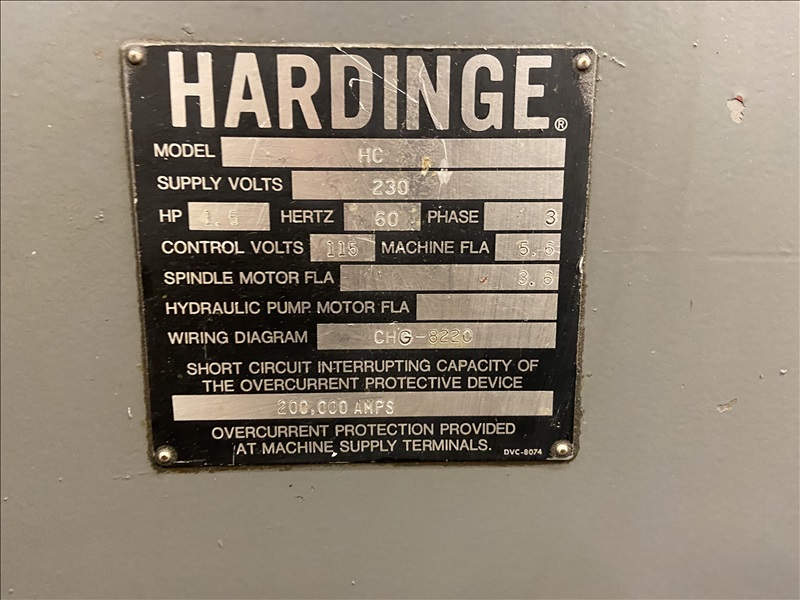 HARDINGE®
MODEL HC
SUPPLY VOLTS 230
HP 1.5 HERTZ 60 PHASE 3
CONTROL VOLTS 115 MACHINE FLA 5.6
SPINDLE MOTOR FLA 3.6
HYDRAULIC PUMP MOTOR FLA
WIRING DIAGRAM CHG-8220
SHORT CIRCUIT INTERRUPTING CAPACITY OF
THE OVERCURRENT PROTECTIVE DEVICE
200,000 AMPS
OVERCURRENT PROTECTION PROVIDED
AT MACHINE SUPPLY TERMINALS.
DVC-8074